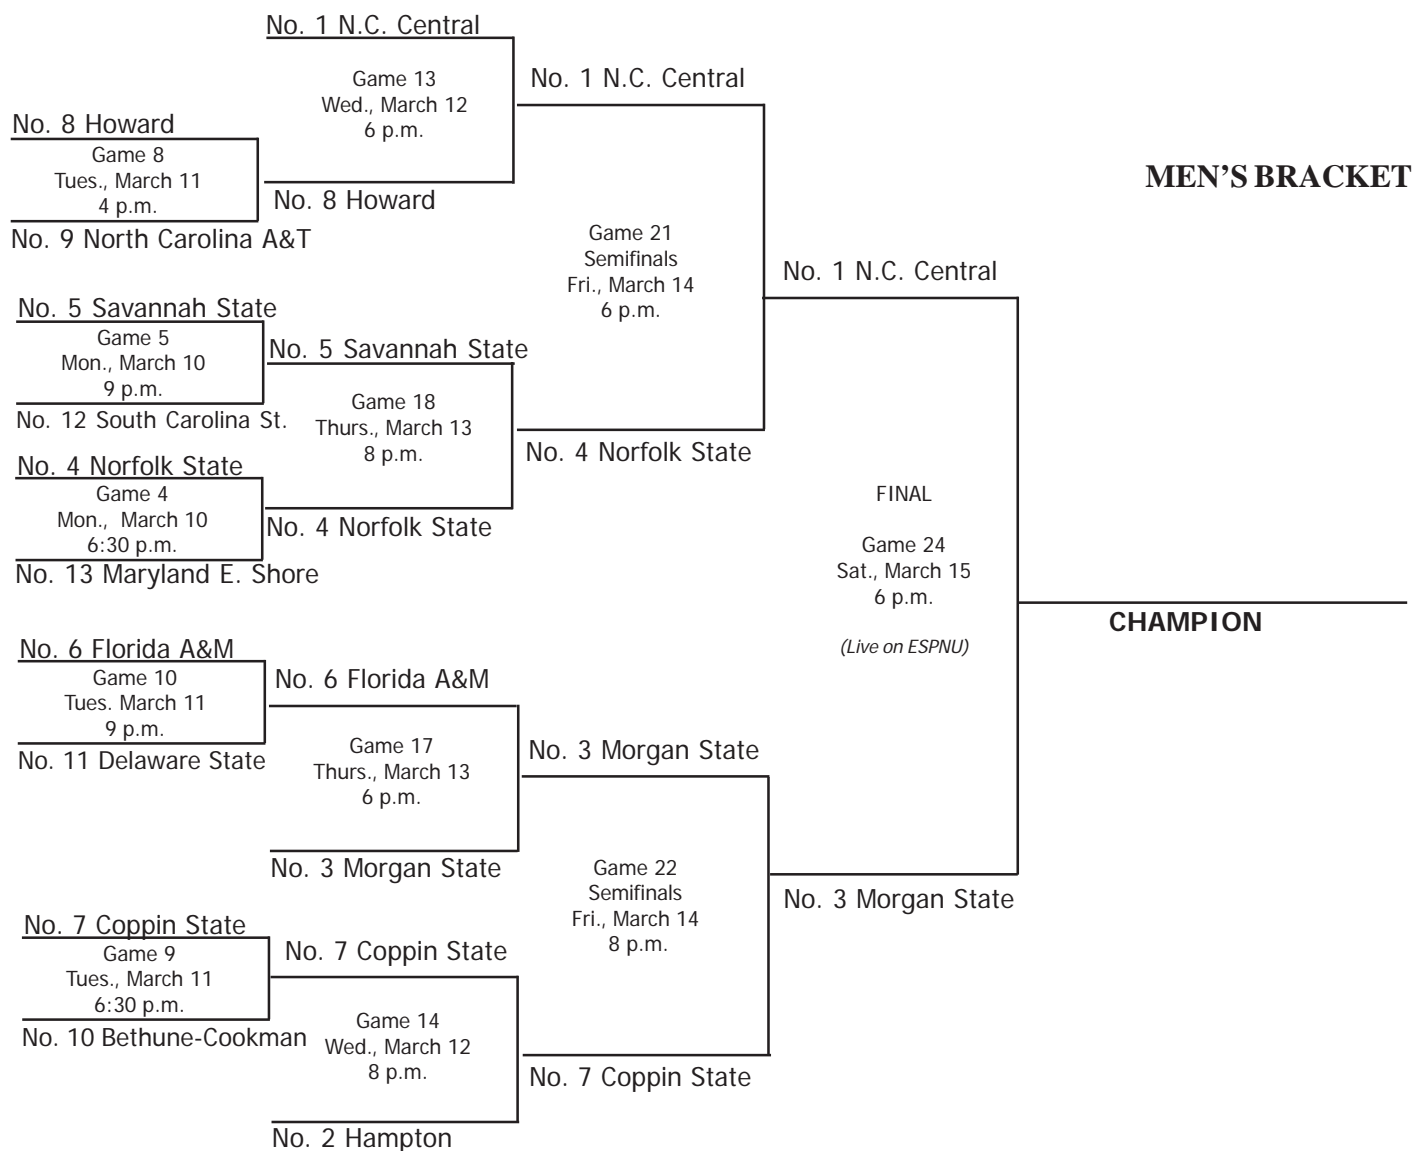 No. 1 N.C. Central
Game 13
Wed., March 12
6 p.m.
No. 1 N.C. Central
No. 8 Howard
Game 8
Tues., March 11
4 p.m.
No. 8 Howard
No. 9 North Carolina A&T
MEN'S BRACKET
Game 21
Semifinals
Fri., March 14
6 p.m.
No. 1 N.C. Central
No. 5 Savannah State
Game 5
Mon., March 10
9 p.m.
No. 12 South Carolina St.
No. 5 Savannah State
Game 18
Thurs., March 13
8 p.m.
No. 4 Norfolk State
No. 4 Norfolk State
Game 4
Mon., March 10
6:30 p.m.
No. 13 Maryland E. Shore
No. 4 Norfolk State
FINAL
Game 24
Sat., March 15
6 p.m.
(Live on ESPNU)
CHAMPION
No. 6 Florida A&M
Game 10
Tues. March 11
9 p.m.
No. 11 Delaware State
No. 6 Florida A&M
Game 17
Thurs., March 13
6 p.m.
No. 3 Morgan State
No. 3 Morgan State
Game 22
Semifinals
Fri., March 14
8 p.m.
No. 3 Morgan State
No. 7 Coppin State
Game 9
Tues., March 11
6:30 p.m.
No. 10 Bethune-Cookman
No. 7 Coppin State
Game 14
Wed., March 12
8 p.m.
No. 7 Coppin State
No. 2 Hampton